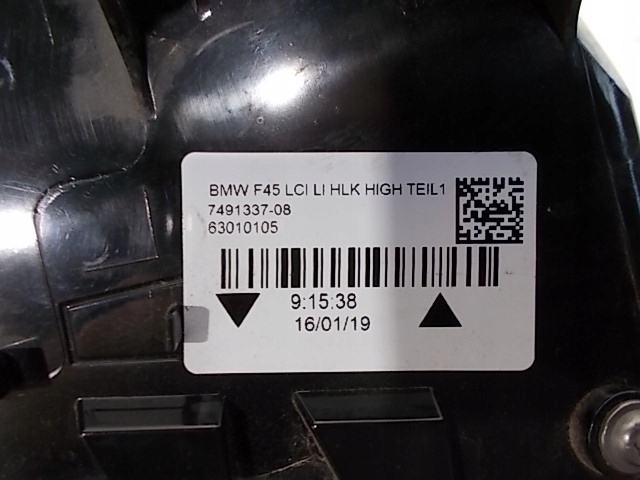 BMW F45 LCI LI HLK HIGH TEIL1
7491337-08
63010105
9:15:38
16/01/19